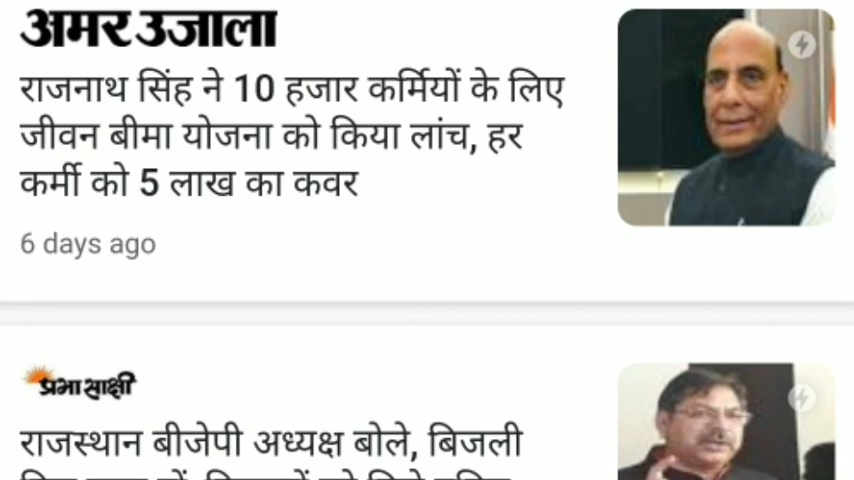 अमर उजाला
राजनाथ सिंह ने 10 हजार कर्मियों के लिए
जीवन बीमा योजना को किया लांच, हर
कर्मी को 5 लाख का कवर
6 days ago
प्रभा साक्षी
राजस्थान बीजेपी अध्यक्ष बोले, बिजली